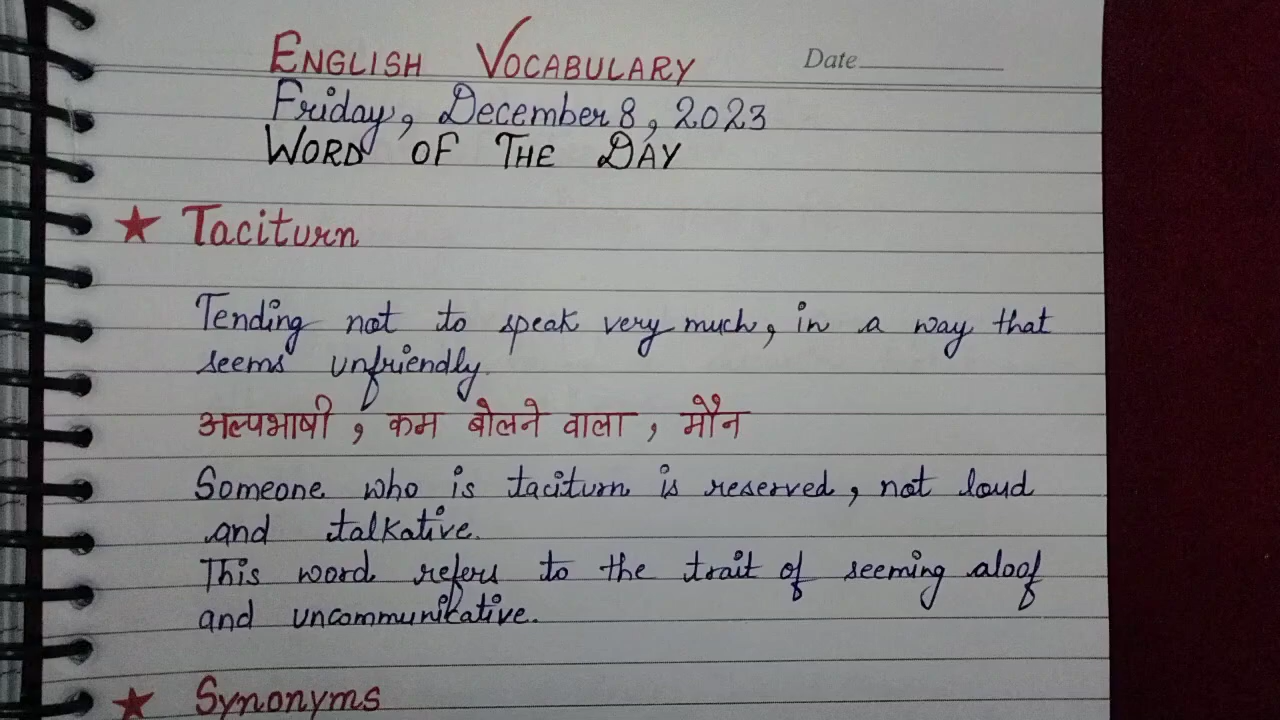 ENGLISH VOCABULARY
Date
Friday, December 8, 2023
WORD OF THE DAY
★ Taciturn
Tending not to speak very much, in a way that
seems unfriendly.
अल्पभाषी, कम बोलने वाला, मौन
Someone who is taciturn is reserved, not loud
and talkative.
This word refers to the trait of seeming aloof
and uncommunikative.
★ Synonyms